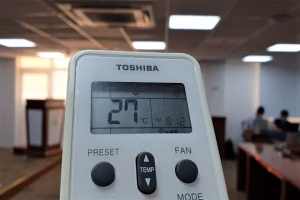 TOSHIBA
27 °C
PRESET
TEMP
FAN
MODE